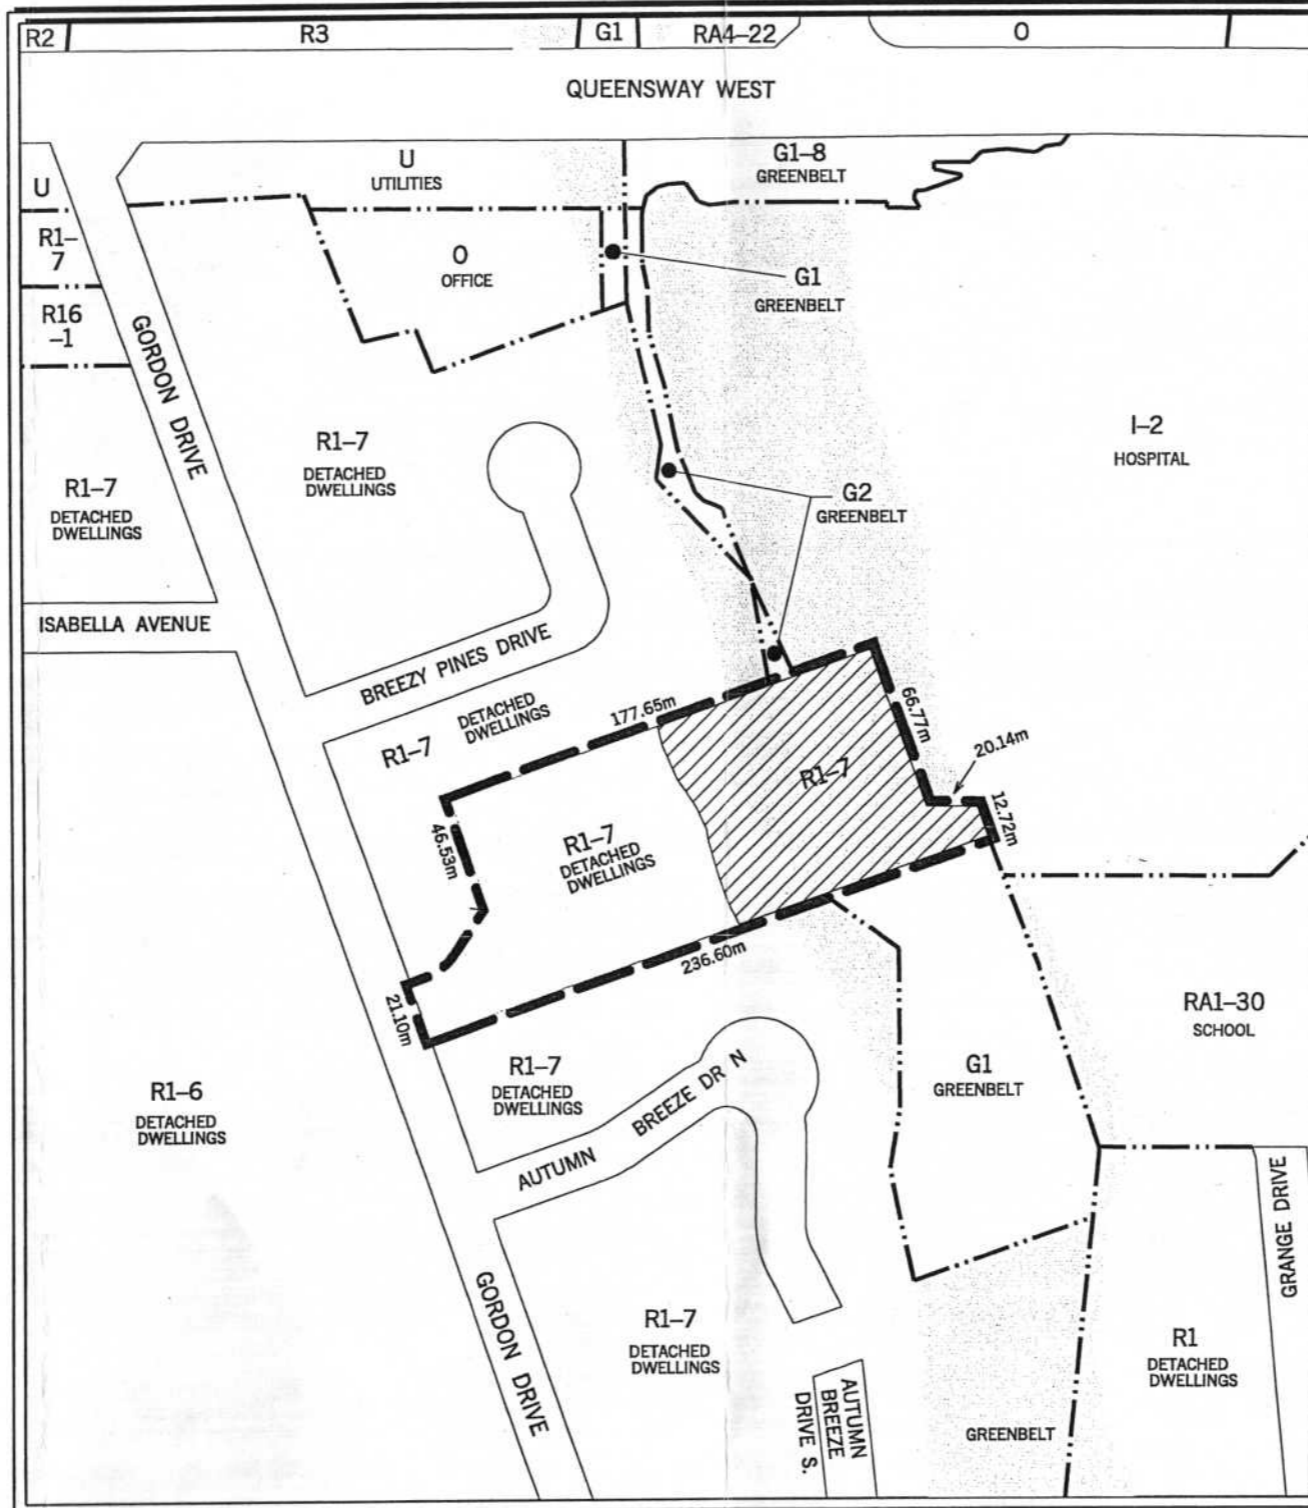 R2 R3 G1 RA4-22 O
QUEENSWAY WEST
U
UTILITIES
G1-8
GREENBELT
U
R1-
7
R16
-1
O
OFFICE
G1
GREENBELT
GORDON DRIVE
R1-7
DETACHED
DWELLINGS
I-2
HOSPITAL
R1-7
DETACHED
DWELLINGS
G2
GREENBELT
ISABELLA AVENUE
BREEZY PINES DRIVE
DETACHED
DWELLINGS
R1-7
177.65m
66.77m
20.14m
R1-7
12.72m
46.53m
R1-7
DETACHED
DWELLINGS
236.60m
21.10m
RA1-30
SCHOOL
R1-7
DETACHED
DWELLINGS
AUTUMN BREEZE DR N
G1
GREENBELT
R1-6
DETACHED
DWELLINGS
GRANGE DRIVE
GORDON DRIVE
R1-7
DETACHED
DWELLINGS
R1
DETACHED
DWELLINGS
AUTUMN
BREEZE
DRIVE S.
GREENBELT